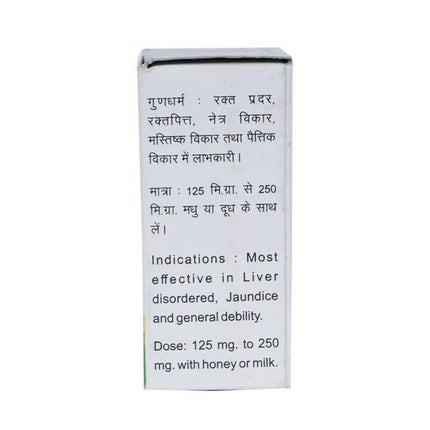 गुणधर्म : रक्त प्रदर,
रक्तपित्त, नेत्र विकार,
मस्तिष्क विकार तथा पैत्तिक
विकार में लाभकारी।
मात्रा : 125 मि.ग्रा. से 250
मि.ग्रा. मधु या दूध के साथ
लें।
Indications : Most
effective in Liver
disordered, Jaundice
and general debility.
Dose: 125 mg. to 250
mg. with honey or milk.